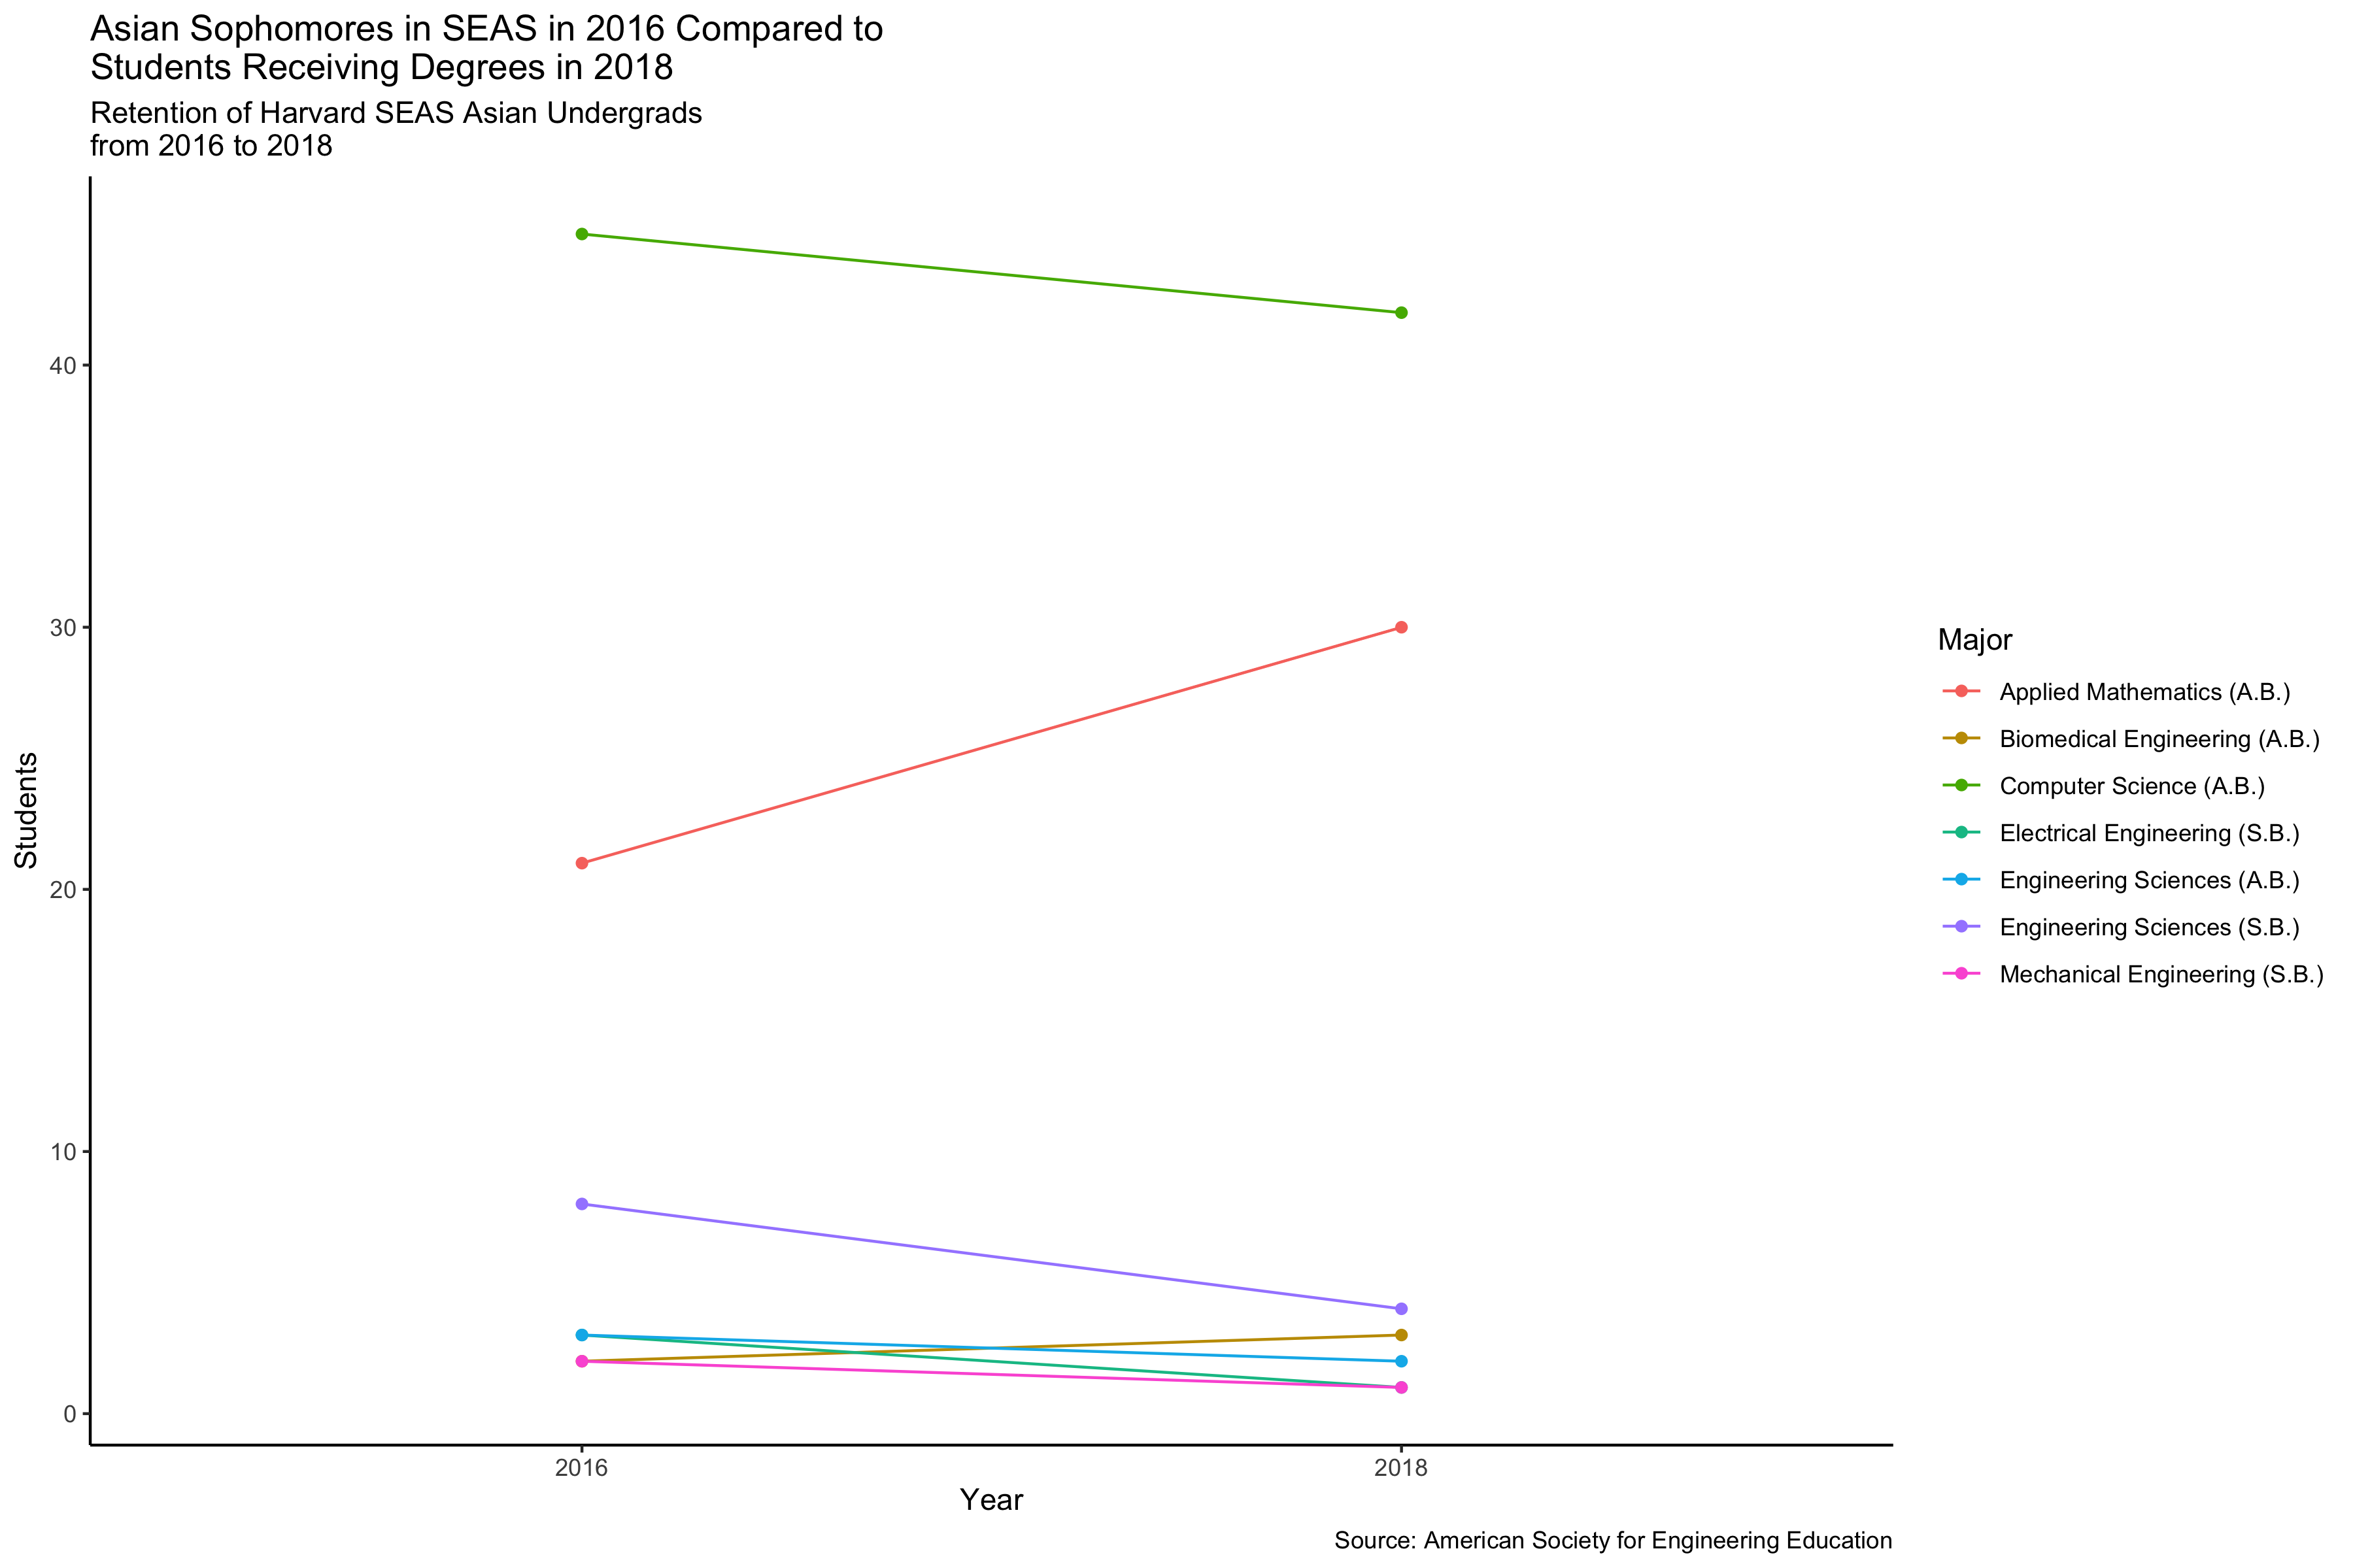 Asian Sophomores in SEAS in 2016 Compared to
Students Receiving Degrees in 2018
Retention of Harvard SEAS Asian Undergrads
from 2016 to 2018
Students
40
30
20
10
0
2016
2018
Year
Major
Applied Mathematics (A.B.)
Biomedical Engineering (A.B.)
Computer Science (A.B.)
Electrical Engineering (S.B.)
Engineering Sciences (A.B.)
Engineering Sciences (S.B.)
Mechanical Engineering (S.B.)
Source: American Society for Engineering Education